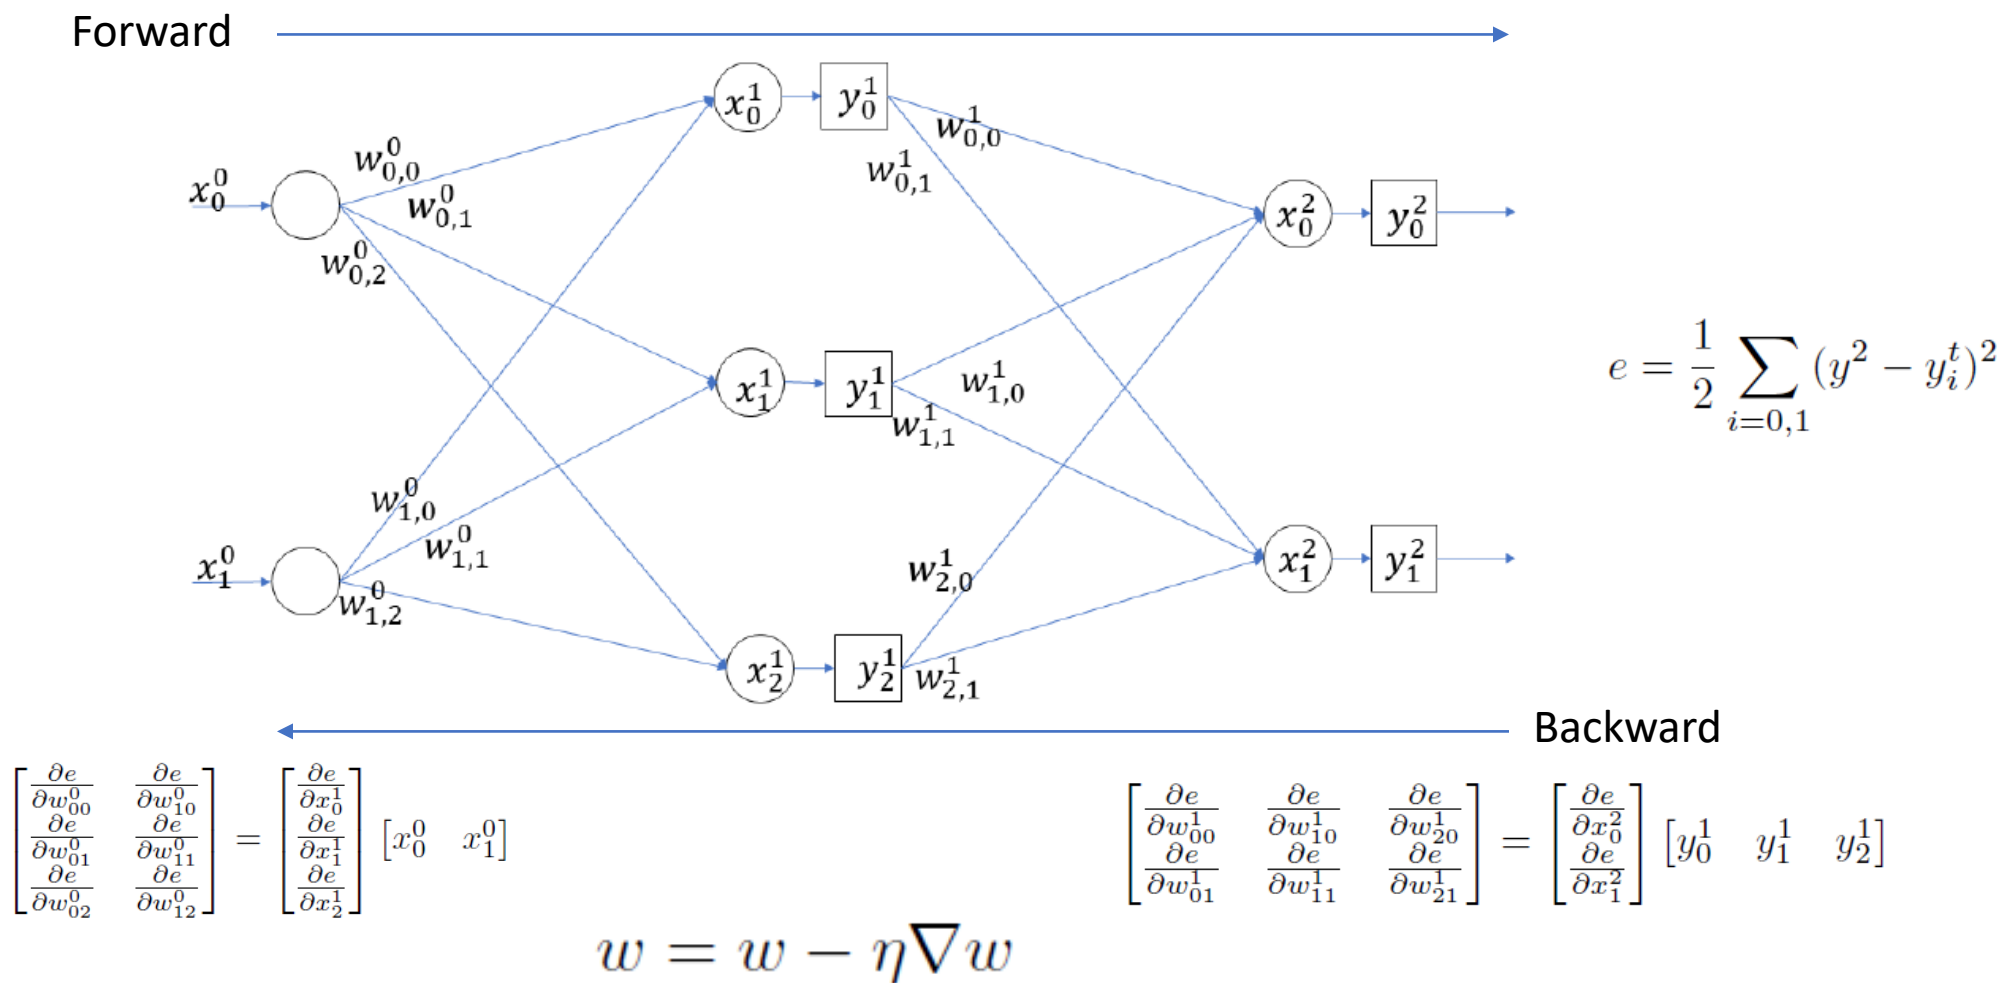 Forward
$x_0^1$ $y_0^1$
$w_{0,0}^1$
$w_{0,0}^0$
$w_{0,1}^1$
$x_0^0$
$w_{0,1}^0$
$x_0^2$ $y_0^2$
$w_{0,2}^0$
$e = \frac{1}{2} \sum_{i=0,1} (y^2 - y_i^t)^2$
$x_1^1$ $y_1^1$ $w_{1,0}^1$
$w_{1,1}^1$
$w_{1,0}^0$
$w_{1,1}^0$
$x_1^0$
$x_1^2$ $y_1^2$
$w_{2,0}^1$
$w_{1,2}^0$
$x_2^1$ $y_2^1$ $w_{2,1}^1$
Backward
$\begin{bmatrix} \frac{\partial e}{\partial w_{00}^0} & \frac{\partial e}{\partial w_{10}^0} \\ \frac{\partial e}{\partial w_{01}^0} & \frac{\partial e}{\partial w_{11}^0} \\ \frac{\partial e}{\partial w_{02}^0} & \frac{\partial e}{\partial w_{12}^0} \end{bmatrix} = \begin{bmatrix} \frac{\partial e}{\partial x_0^1} \\ \frac{\partial e}{\partial x_1^1} \\ \frac{\partial e}{\partial x_2^1} \end{bmatrix} \begin{bmatrix} x_0^0 & x_1^0 \end{bmatrix}$
$\begin{bmatrix} \frac{\partial e}{\partial w_{00}^1} & \frac{\partial e}{\partial w_{10}^1} & \frac{\partial e}{\partial w_{20}^1} \\ \frac{\partial e}{\partial w_{01}^1} & \frac{\partial e}{\partial w_{11}^1} & \frac{\partial e}{\partial w_{21}^1} \end{bmatrix} = \begin{bmatrix} \frac{\partial e}{\partial x_0^2} \\ \frac{\partial e}{\partial x_1^2} \end{bmatrix} \begin{bmatrix} y_0^1 & y_1^1 & y_2^1 \end{bmatrix}$
$w = w - \eta \nabla w$